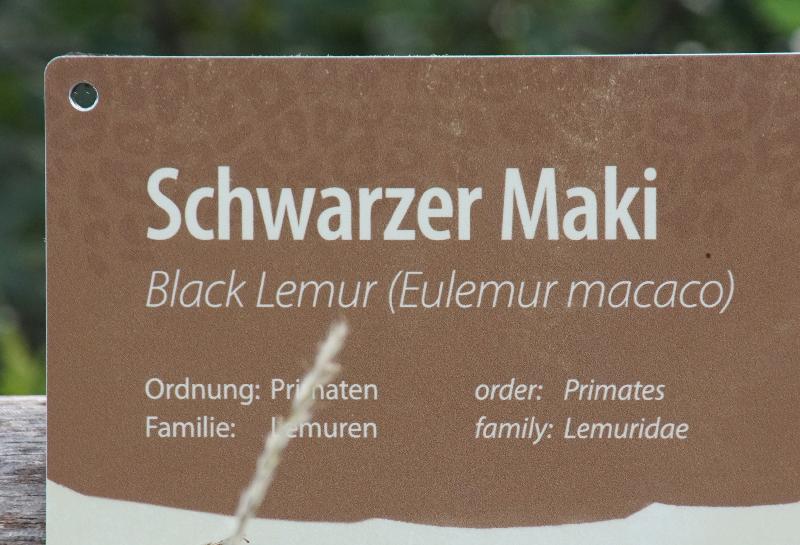 Schwarzer Maki
Black Lemur (Eulemur macaco)
Ordnung: Primaten order: Primates
Familie: Lemuren family: Lemuridae